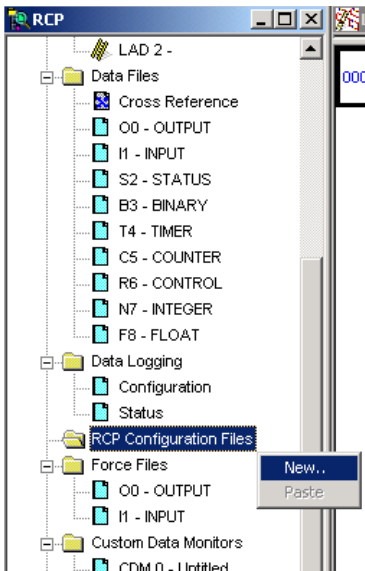 RCP
LAD 2 -
Data Files
Cross Reference
O0 - OUTPUT
I1 - INPUT
S2 - STATUS
B3 - BINARY
T4 - TIMER
C5 - COUNTER
R6 - CONTROL
N7 - INTEGER
F8 - FLOAT
Data Logging
Configuration
Status
RCP Configuration Files
New..
Paste
Force Files
O0 - OUTPUT
I1 - INPUT
Custom Data Monitors
CDM 0 - Untitled